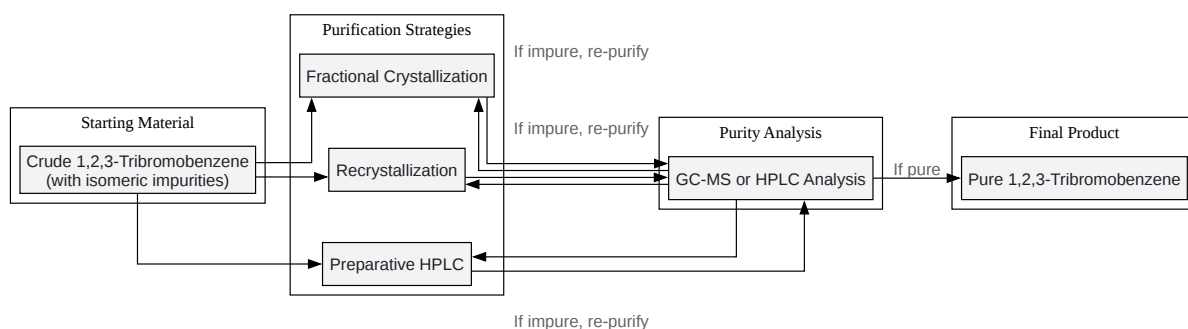 Purification Strategies
If impure, re-purify
Fractional Crystallization
Starting Material
If impure, re-purify
Purity Analysis
Final Product
Crude 1,2,3-Tribromobenzene
(with isomeric impurities)
Recrystallization
GC-MS or HPLC Analysis
If pure
Pure 1,2,3-Tribromobenzene
Preparative HPLC
If impure, re-purify